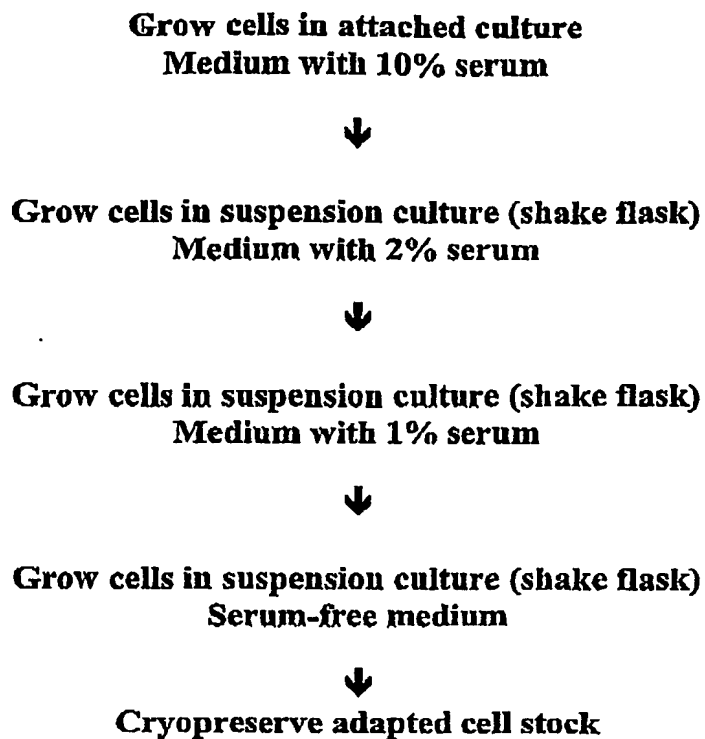 Grow cells in attached culture
Medium with 10% serum
Grow cells in suspension culture (shake flask)
Medium with 2% serum
Grow cells in suspension culture (shake flask)
Medium with 1% serum
Grow cells in suspension culture (shake flask)
Serum-free medium
Cryopreserve adapted cell stock